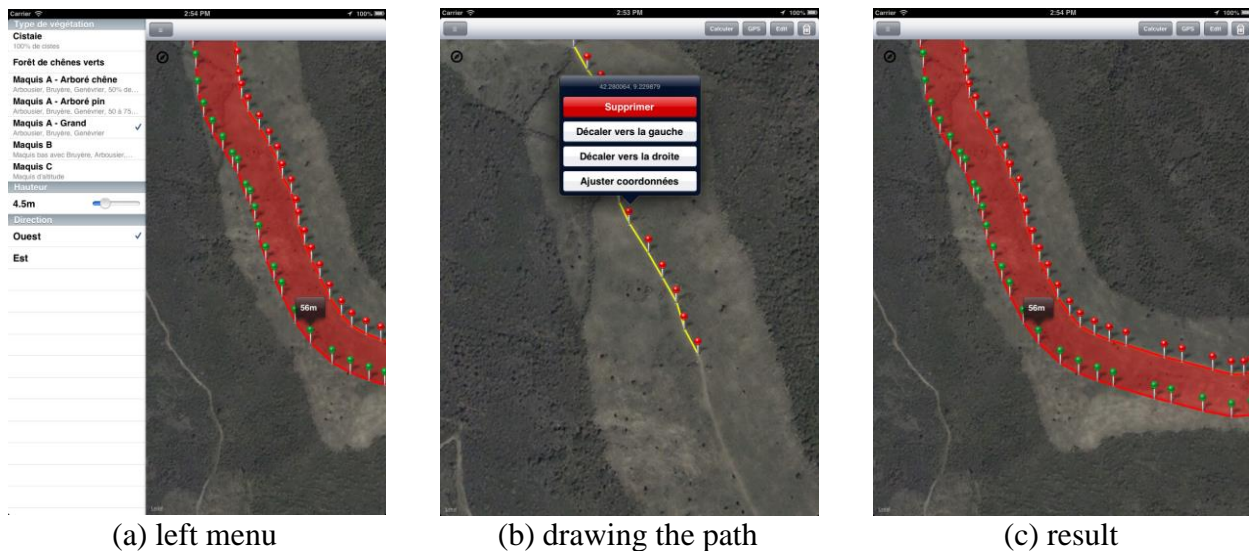 Carrier 2:54 PM 100%
Type de végétation
Cistaie
100% de cistes
Forêt de chênes verts
Maquis A - Arboré chêne
Arbousier, Bruyère, Genévrier, 50% de...
Maquis A - Arboré pin
Arbousier, Bruyère, Genévrier, 50 à 75...
Maquis A - Grand
Arbousier, Bruyère, Genévrier
Maquis B
Maquis bas avec Bruyère, Arbousier,...
Maquis C
Maquis d'altitude
Hauteur
4.5m
Direction
Ouest
Est
56m
(a) left menu
Carrier 2:53 PM 100%
Calculer GPS Edit
42.280064, 9.229879
Supprimer
Décaler vers la gauche
Décaler vers la droite
Ajuster coordonnées
(b) drawing the path
Carrier 2:54 PM 100%
Calculer GPS Edit
56m
(c) result